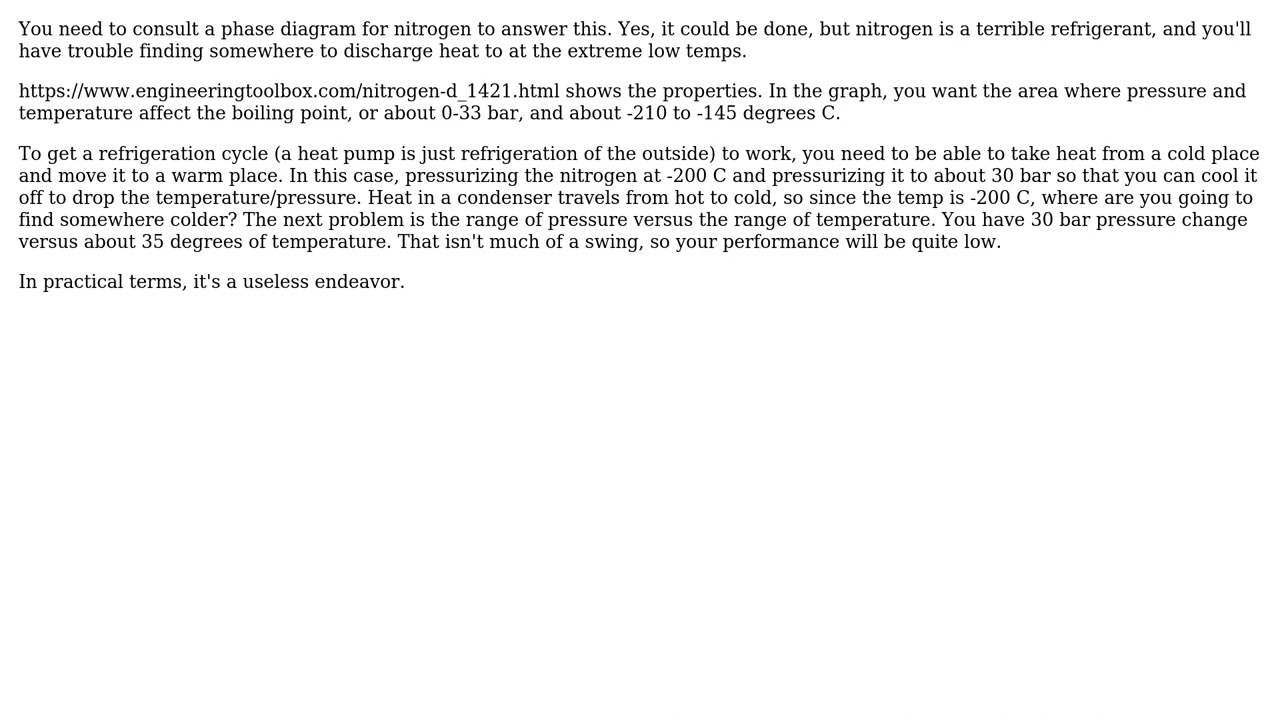 You need to consult a phase diagram for nitrogen to answer this. Yes, it could be done, but nitrogen is a terrible refrigerant, and you'll
have trouble finding somewhere to discharge heat to at the extreme low temps.
https://www.engineeringtoolbox.com/nitrogen-d_1421.html shows the properties. In the graph, you want the area where pressure and
temperature affect the boiling point, or about 0-33 bar, and about -210 to -145 degrees C.
To get a refrigeration cycle (a heat pump is just refrigeration of the outside) to work, you need to be able to take heat from a cold place
and move it to a warm place. In this case, pressurizing the nitrogen at -200 C and pressurizing it to about 30 bar so that you can cool it
off to drop the temperature/pressure. Heat in a condenser travels from hot to cold, so since the temp is -200 C, where are you going to
find somewhere colder? The next problem is the range of pressure versus the range of temperature. You have 30 bar pressure change
versus about 35 degrees of temperature. That isn't much of a swing, so your performance will be quite low.
In practical terms, it's a useless endeavor.